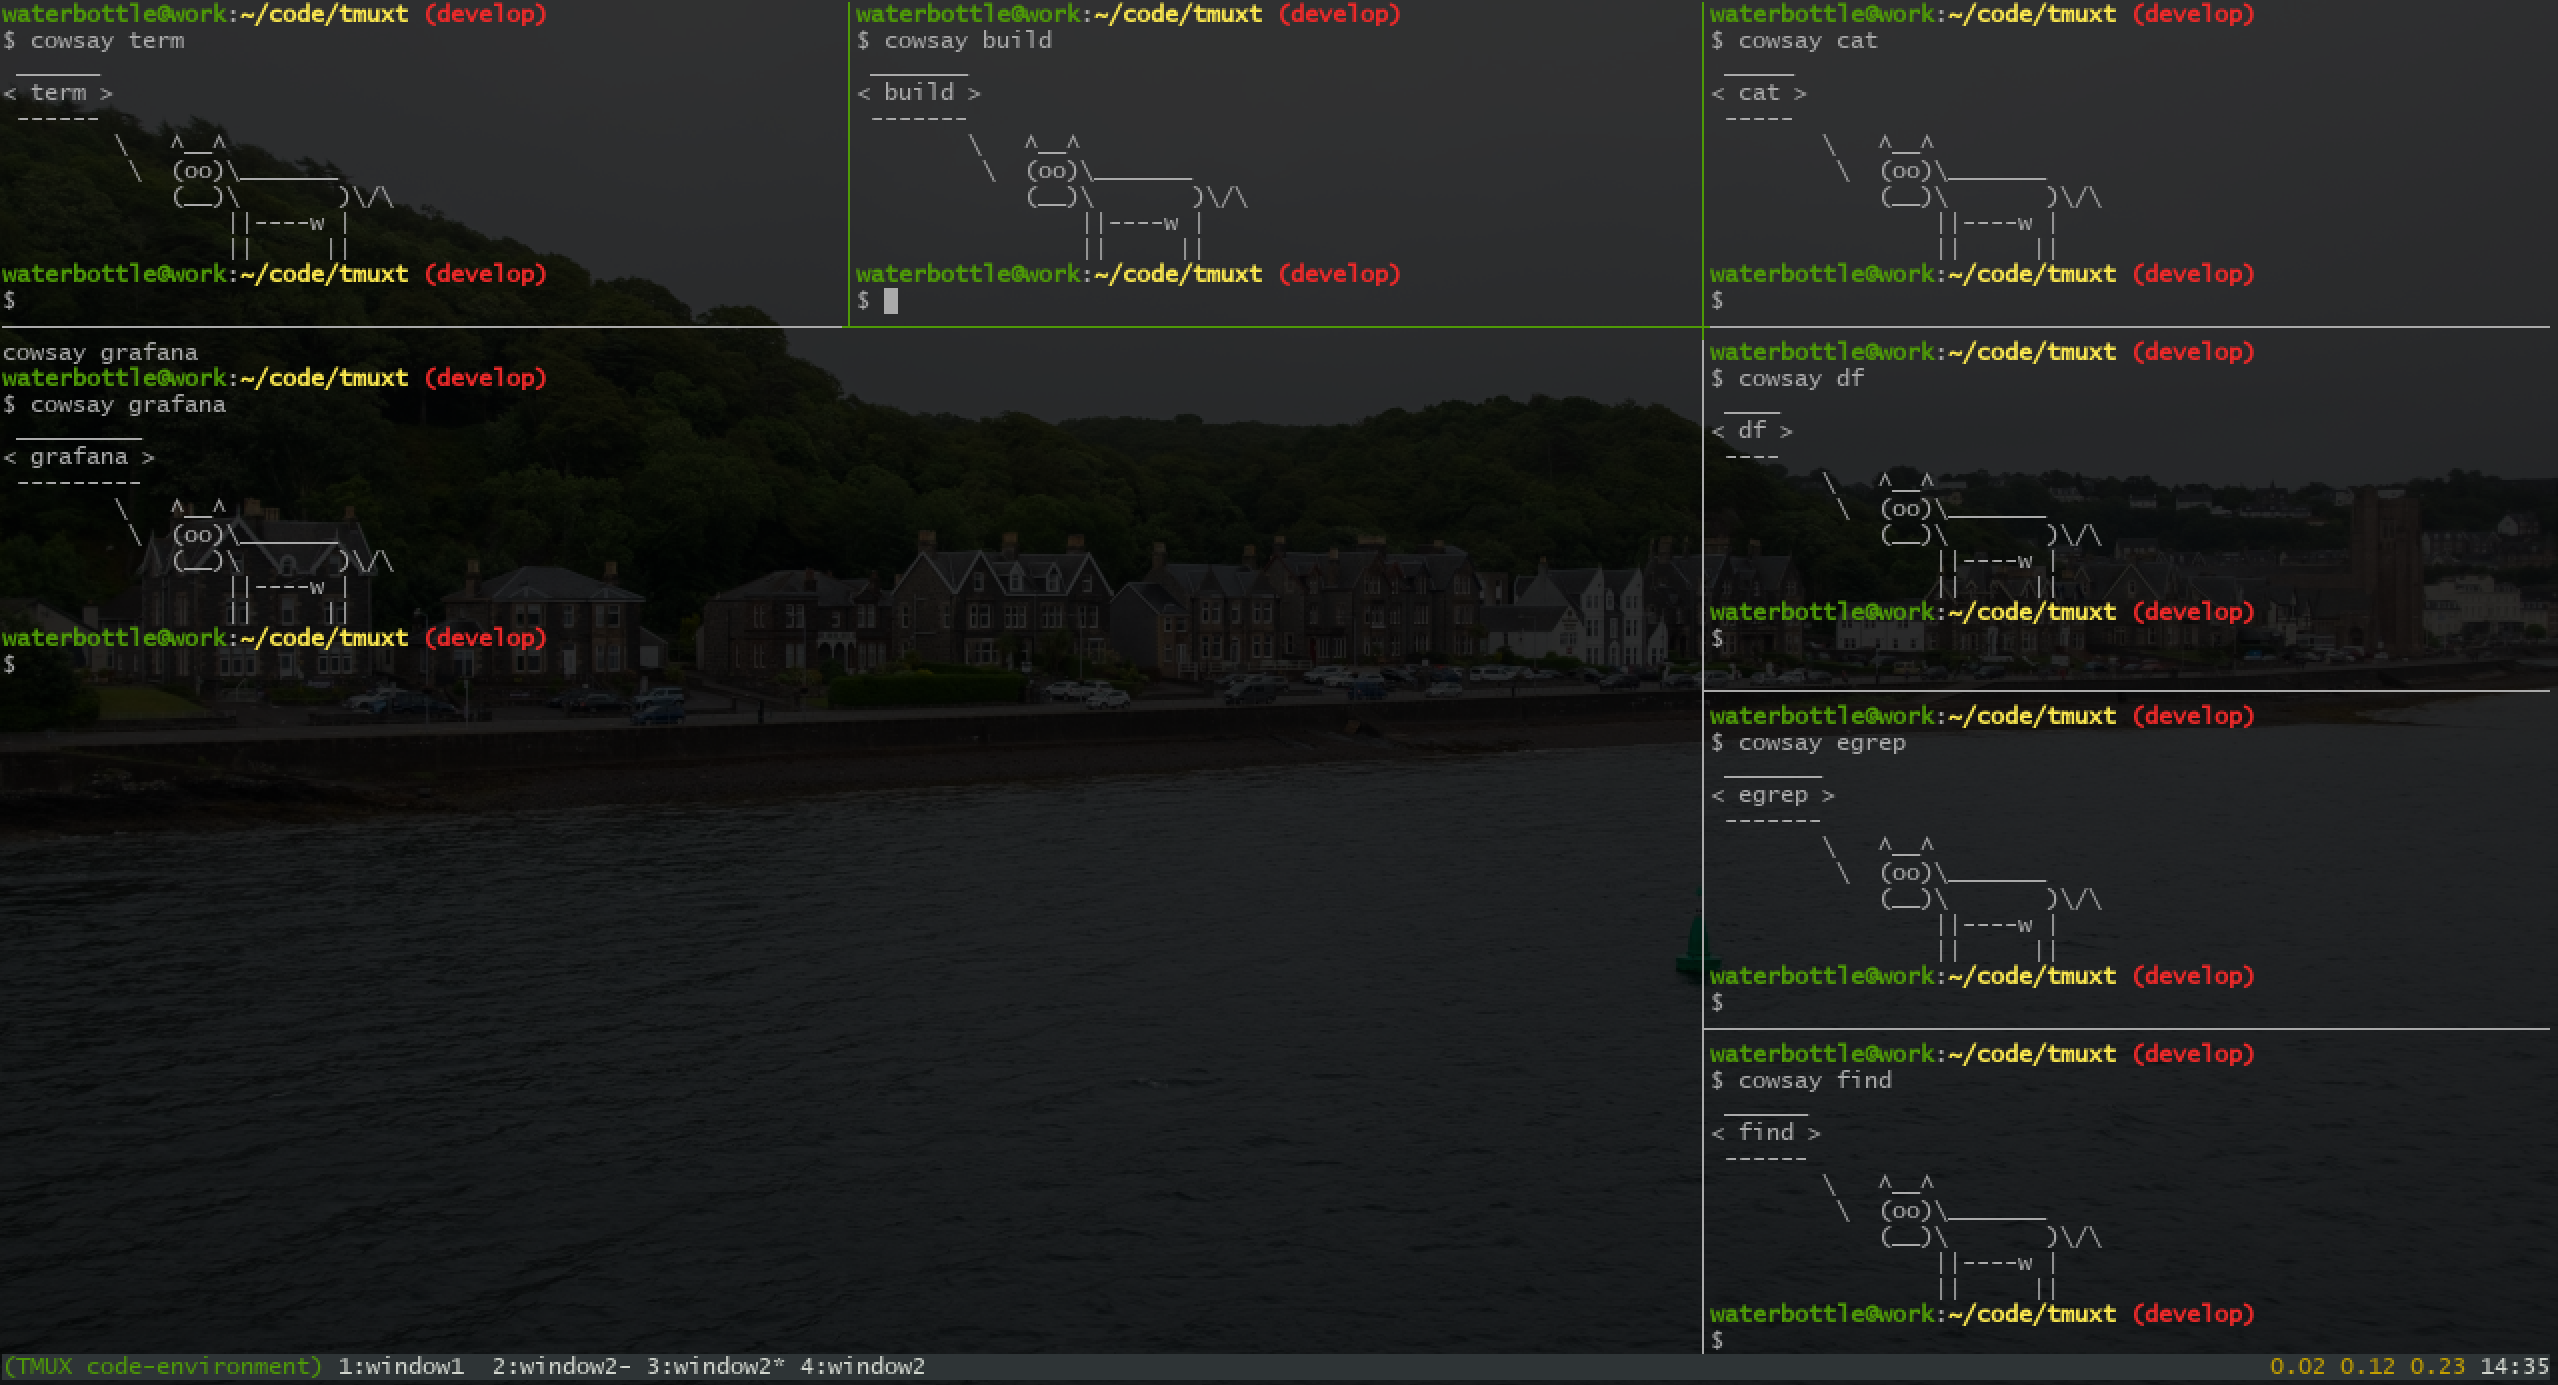 waterbottle@work:~/code/tmuxt (develop)
$ cowsay term
 ______
< term >
 ------
        \   ^__^
         \  (oo)\_______
            (__)\       )\/\
                ||----w |
                ||     ||
waterbottle@work:~/code/tmuxt (develop)
$
waterbottle@work:~/code/tmuxt (develop)
$ cowsay build
 _______
< build >
 -------
        \   ^__^
         \  (oo)\_______
            (__)\       )\/\
                ||----w |
                ||     ||
waterbottle@work:~/code/tmuxt (develop)
$
waterbottle@work:~/code/tmuxt (develop)
$ cowsay cat
 _____
< cat >
 -----
        \   ^__^
         \  (oo)\_______
            (__)\       )\/\
                ||----w |
                ||     ||
waterbottle@work:~/code/tmuxt (develop)
$
cowsay grafana
waterbottle@work:~/code/tmuxt (develop)
$ cowsay grafana
 _________
< grafana >
 ---------
        \   ^__^
         \  (oo)\_______
            (__)\       )\/\
                ||----w |
                ||     ||
waterbottle@work:~/code/tmuxt (develop)
$
waterbottle@work:~/code/tmuxt (develop)
$ cowsay df
 ____
< df >
 ----
        \   ^__^
         \  (oo)\_______
            (__)\       )\/\
                ||----w |
                ||     ||
waterbottle@work:~/code/tmuxt (develop)
$
waterbottle@work:~/code/tmuxt (develop)
$ cowsay egrep
 _______
< egrep >
 -------
        \   ^__^
         \  (oo)\_______
            (__)\       )\/\
                ||----w |
                ||     ||
waterbottle@work:~/code/tmuxt (develop)
$
waterbottle@work:~/code/tmuxt (develop)
$ cowsay find
 ______
< find >
 ------
        \   ^__^
         \  (oo)\_______
            (__)\       )\/\
                ||----w |
                ||     ||
waterbottle@work:~/code/tmuxt (develop)
$
(TMUX code-environment) 1:window1  2:window2- 3:window2* 4:window2 0.02 0.12 0.23 14:35